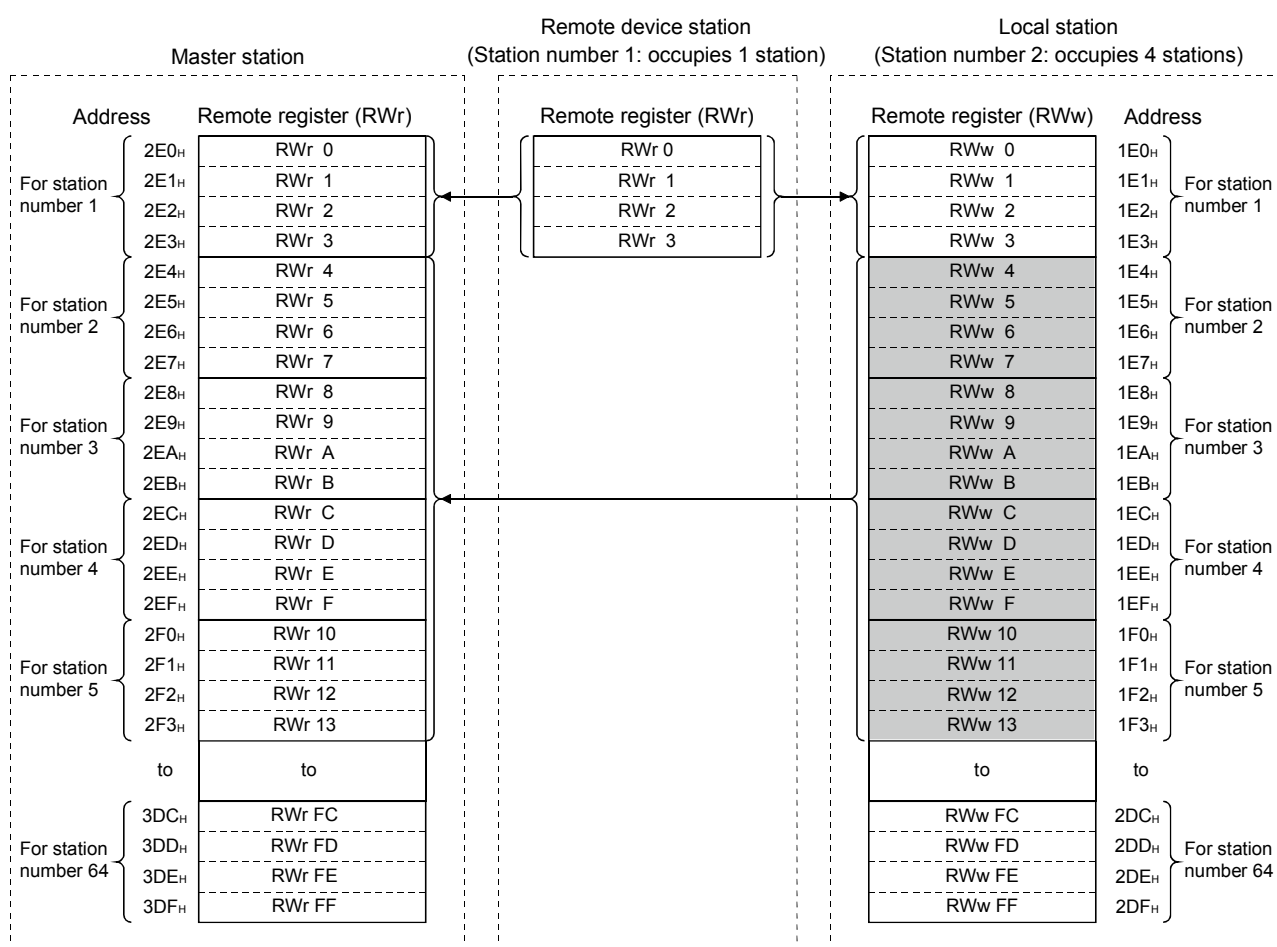 Master station
Remote device station
(Station number 1: occupies 1 station)
Local station
(Station number 2: occupies 4 stations)
Address Remote register (RWr) Remote register (RWr) Remote register (RWw) Address
For station number 1
2E0H RWr 0 RWr 0 RWw 0 1E0H
2E1H RWr 1 RWr 1 RWw 1 1E1H
2E2H RWr 2 RWr 2 RWw 2 1E2H
2E3H RWr 3 RWr 3 RWw 3 1E3H
For station number 1
For station number 2
2E4H RWr 4 RWw 4 1E4H
2E5H RWr 5 RWw 5 1E5H
2E6H RWr 6 RWw 6 1E6H
2E7H RWr 7 RWw 7 1E7H
For station number 2
For station number 3
2E8H RWr 8 RWw 8 1E8H
2E9H RWr 9 RWw 9 1E9H
2EAH RWr A RWw A 1EAH
2EBH RWr B RWw B 1EBH
For station number 3
For station number 4
2ECH RWr C RWw C 1ECH
2EDH RWr D RWw D 1EDH
2EEH RWr E RWw E 1EEH
2EFH RWr F RWw F 1EFH
For station number 4
For station number 5
2F0H RWr 10 RWw 10 1F0H
2F1H RWr 11 RWw 11 1F1H
2F2H RWr 12 RWw 12 1F2H
2F3H RWr 13 RWw 13 1F3H
For station number 5
to to to to
For station number 64
3DCH RWr FC RWw FC 2DCH
3DDH RWr FD RWw FD 2DDH
3DEH RWr FE RWw FE 2DEH
3DFH RWr FF RWw FF 2DFH
For station number 64